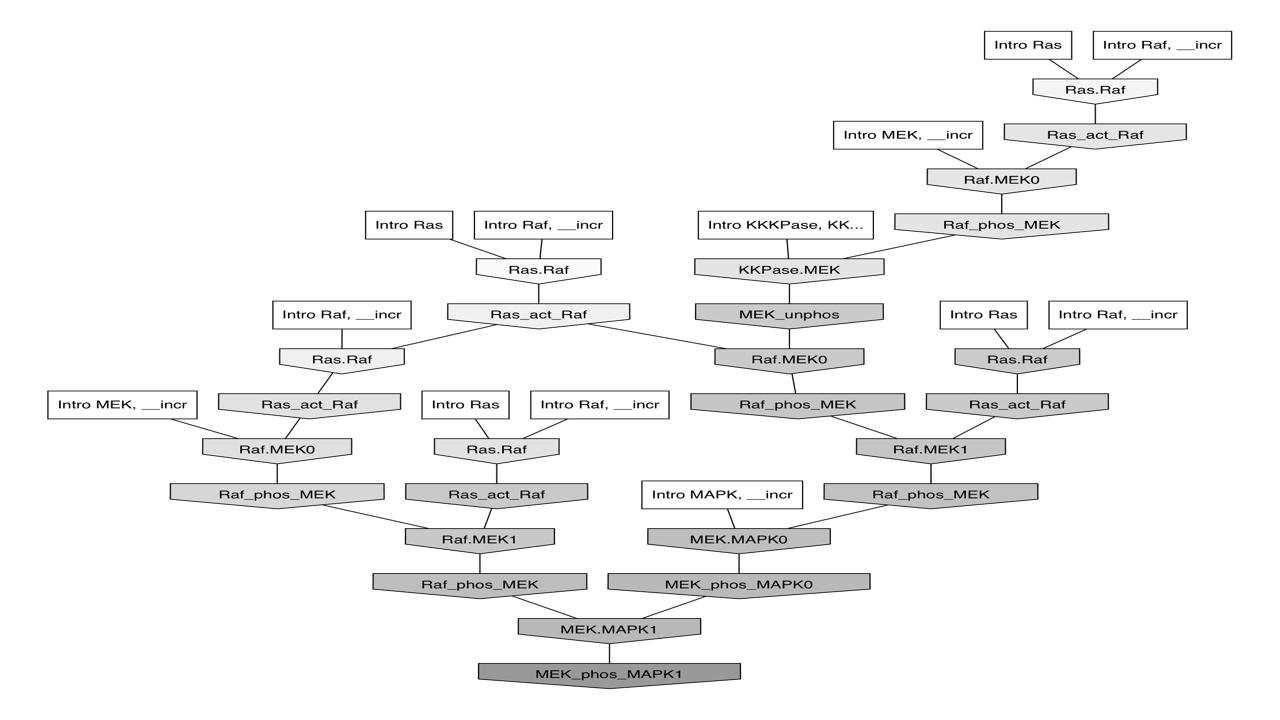 Intro Ras
Intro Raf, __incr
Ras.Raf
Intro MEK, __incr
Ras_act_Raf
Raf.MEK0
Intro Ras
Intro Raf, __incr
Intro KKKPase, KK...
Raf_phos_MEK
Ras.Raf
KKPase.MEK
Intro Raf, __incr
Ras_act_Raf
MEK_unphos
Intro Ras
Intro Raf, __incr
Ras.Raf
Raf.MEK0
Ras.Raf
Intro MEK, __incr
Ras_act_Raf
Intro Ras
Intro Raf, __incr
Raf_phos_MEK
Ras_act_Raf
Raf.MEK0
Ras.Raf
Raf.MEK1
Raf_phos_MEK
Ras_act_Raf
Intro MAPK, __incr
Raf_phos_MEK
Raf.MEK1
MEK.MAPK0
Raf_phos_MEK
MEK_phos_MAPK0
MEK.MAPK1
MEK_phos_MAPK1